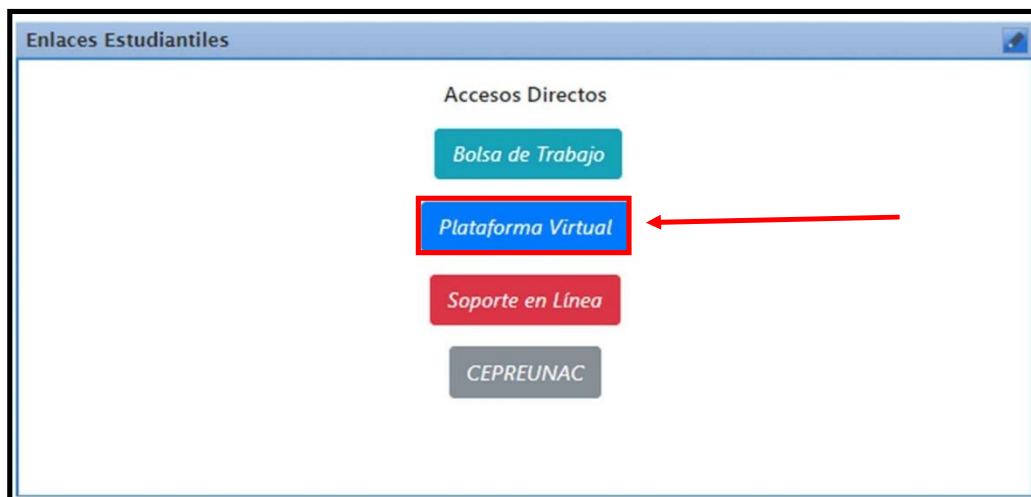 Enlaces Estudiantiles
Accesos Directos
Bolsa de Trabajo
Plataforma Virtual
Soporte en Línea
CEPREUNAC